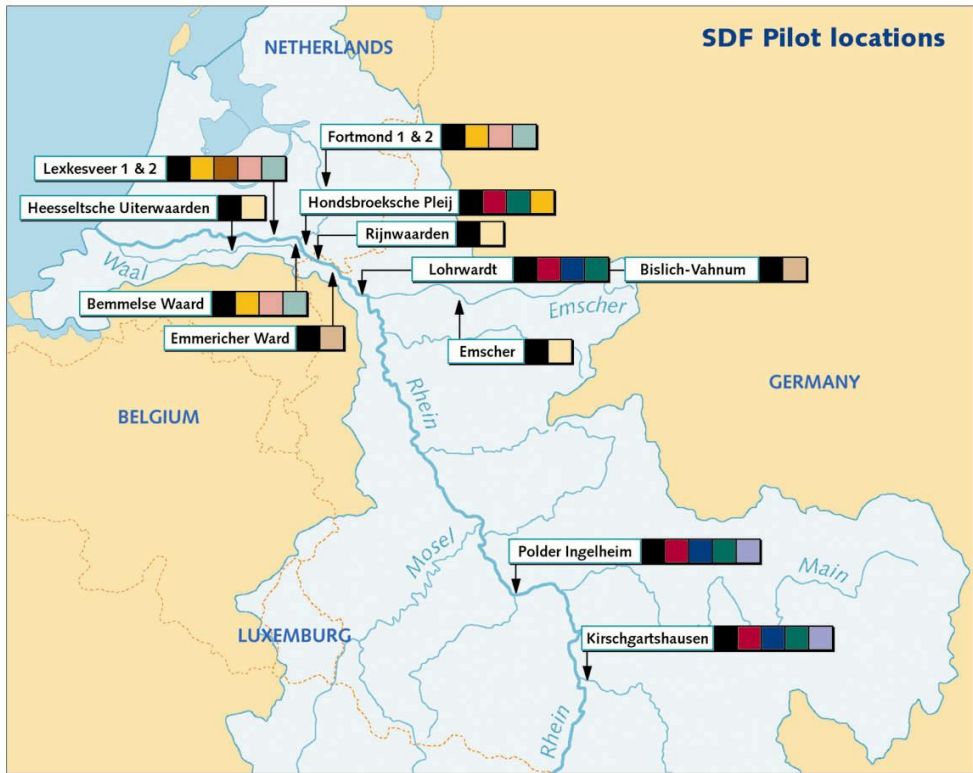 NETHERLANDS
SDF Pilot locations
Fortmond 1 & 2
Lexkesveer 1 & 2
Hondsbroeksche Pleij
Heesseltsche Uiterwaarden
Rijnwaarden
Waal
Lohrwardt
Bislich-Vahnum
Bemmelse Waard
Emscher
Emmericher Ward
Emscher
Rhein
GERMANY
BELGIUM
Mosel
Polder Ingelheim
Main
LUXEMBURG
Kirschgartshausen
Rhein